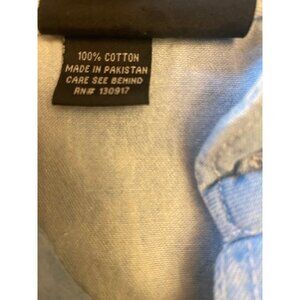 100% COTTON
MADE IN PAKISTAN
CARE SEE BEHIND
RN# 130917